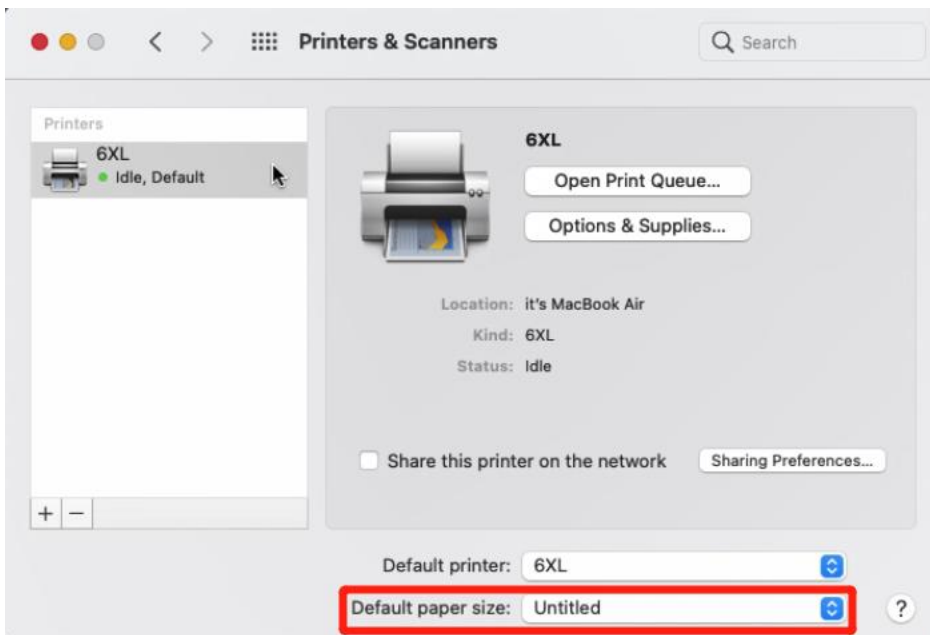 Printers & Scanners
Search
Printers
6XL
Idle, Default
6XL
Open Print Queue...
Options & Supplies...
Location: it's MacBook Air
Kind: 6XL
Status: Idle
Share this printer on the network
Sharing Preferences...
+ −
Default printer: 6XL
Default paper size: Untitled
?